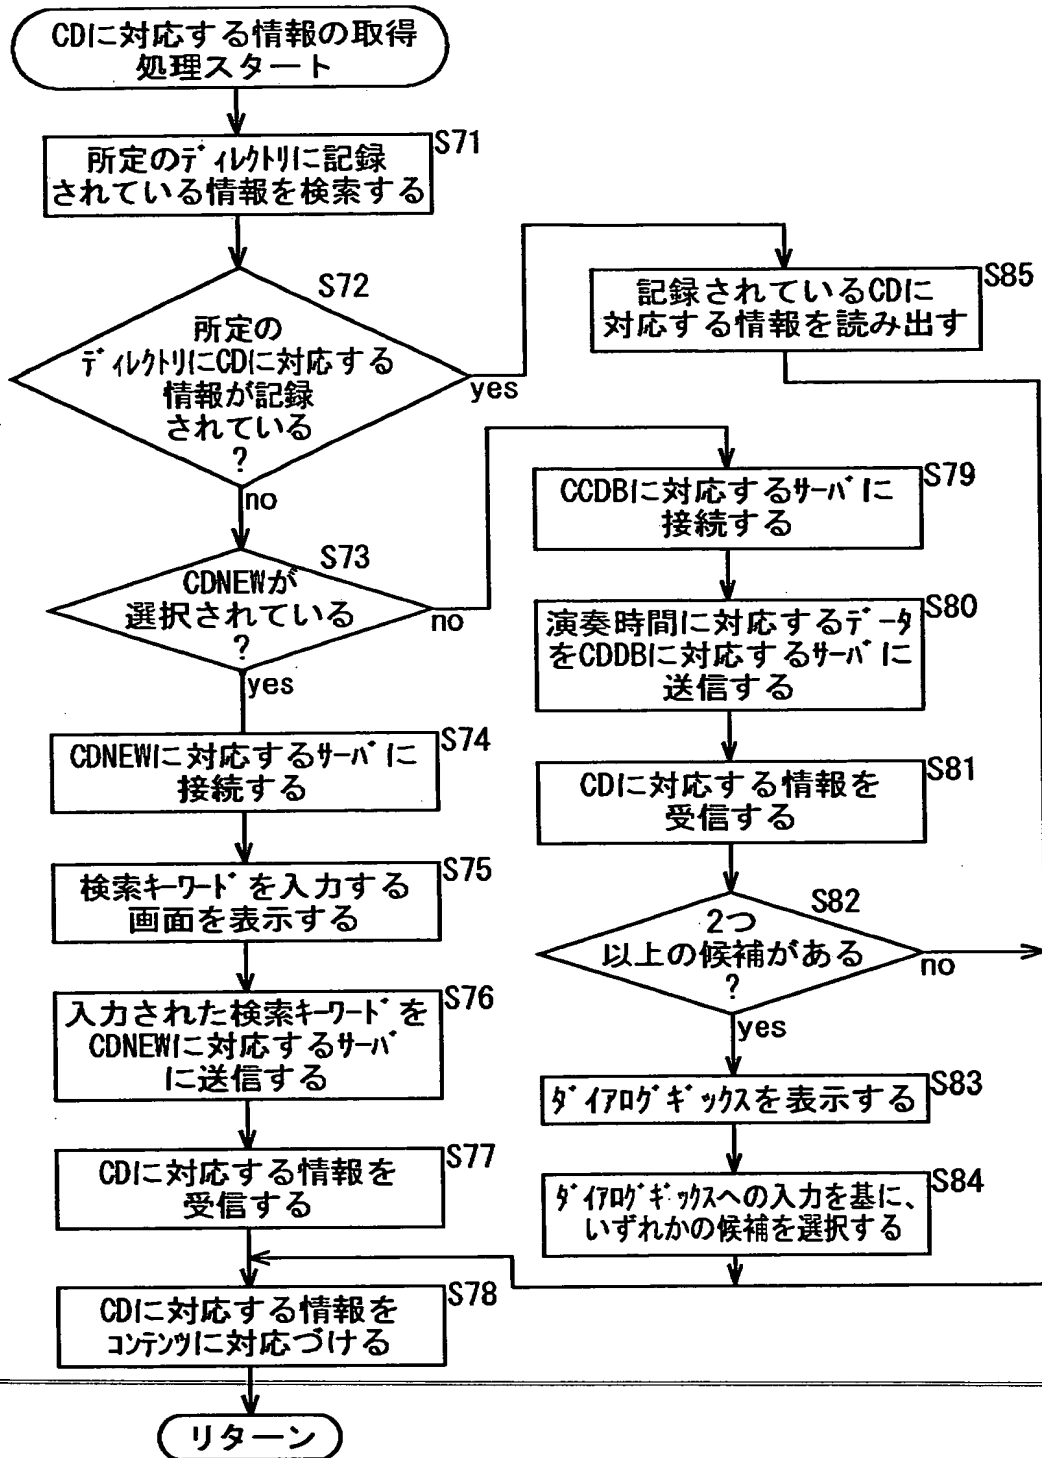 CDに対応する情報の取得
処理スタート
S71
所定のディレクトリに記録
されている情報を検索する
S72
所定の
ディレクトリにCDに対応する
情報が記録
されている
?
yes
no
S85
記録されているCDに
対応する情報を読み出す
S73
CDNEWが
選択されている
?
no
yes
S74
CDNEWに対応するサーバに
接続する
S75
検索キーワードを入力する
画面を表示する
S76
入力された検索キーワードを
CDNEWに対応するサーバ
に送信する
S77
CDに対応する情報を
受信する
S79
CCDBに対応するサーバに
接続する
S80
演奏時間に対応するデータ
をCDDBに対応するサーバに
送信する
S81
CDに対応する情報を
受信する
S82
2つ
以上の候補がある
?
no
yes
S83
ダイアログギックスを表示する
S84
ダイアログギックスへの入力を基に、
いずれかの候補を選択する
S78
CDに対応する情報を
コンテンツに対応づける
リターン